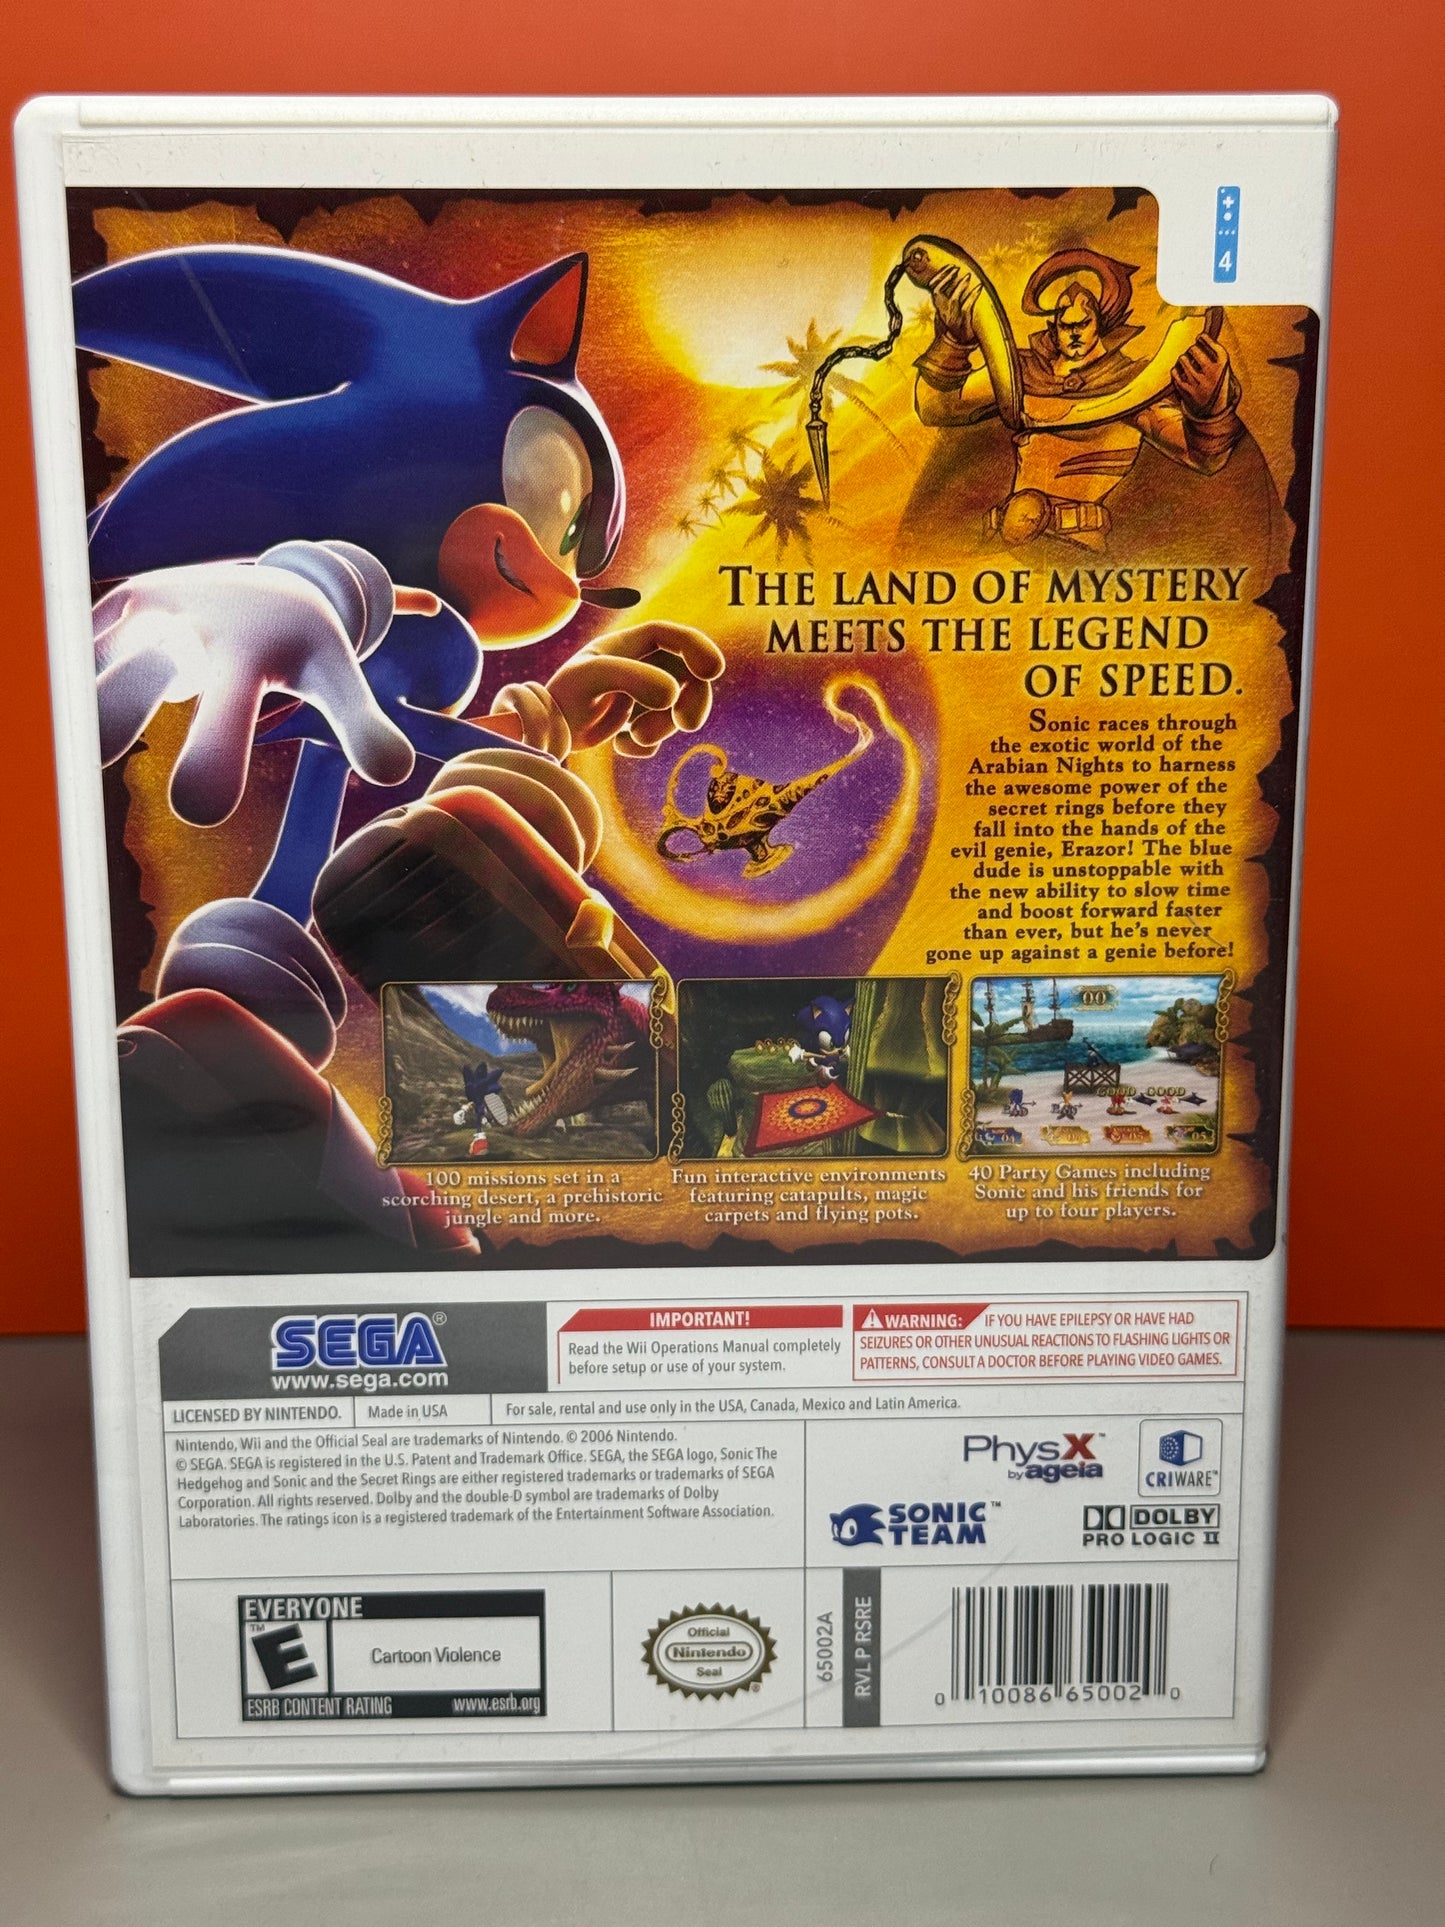 4
THE LAND OF MYSTERY
MEETS THE LEGEND
OF SPEED.
Sonic races through
the exotic world of the
Arabian Nights to harness
the awesome power of the
secret rings before they
fall into the hands of the
evil genie, Erazor! The blue
dude is unstoppable with
the new ability to slow time
and boost forward faster
than ever, but he's never
gone up against a genie before!
00
GOOD GOOD
100 missions set in a
scorching desert, a prehistoric
jungle and more.
Fun interactive environments
featuring catapults, magic
carpets and flying pots.
40 Party Games including
Sonic and his friends for
up to four players.
SEGA®
www.sega.com
IMPORTANT!
Read the Wii Operations Manual completely
before setup or use of your system.
WARNING: IF YOU HAVE EPILEPSY OR HAVE HAD
SEIZURES OR OTHER UNUSUAL REACTIONS TO FLASHING LIGHTS OR
PATTERNS, CONSULT A DOCTOR BEFORE PLAYING VIDEO GAMES.
LICENSED BY NINTENDO.
Made in USA
For sale, rental and use only in the USA, Canada, Mexico and Latin America.
Nintendo, Wii and the Official Seal are trademarks of Nintendo. © 2006 Nintendo.
© SEGA. SEGA is registered in the U.S. Patent and Trademark Office. SEGA, the SEGA logo, Sonic The
Hedgehog and Sonic and the Secret Rings are either registered trademarks or trademarks of SEGA
Corporation. All rights reserved. Dolby and the double-D symbol are trademarks of Dolby
Laboratories. The ratings icon is a registered trademark of the Entertainment Software Association.
PhysX™
by ageia
CRIWARE™
SONIC™
TEAM
DOLBY
PRO LOGIC II
EVERYONE
E™
Cartoon Violence
ESRB CONTENT RATING
www.esrb.org
Official
Nintendo
Seal®
65002A
RVL P RSRE
0 10086 65002 0